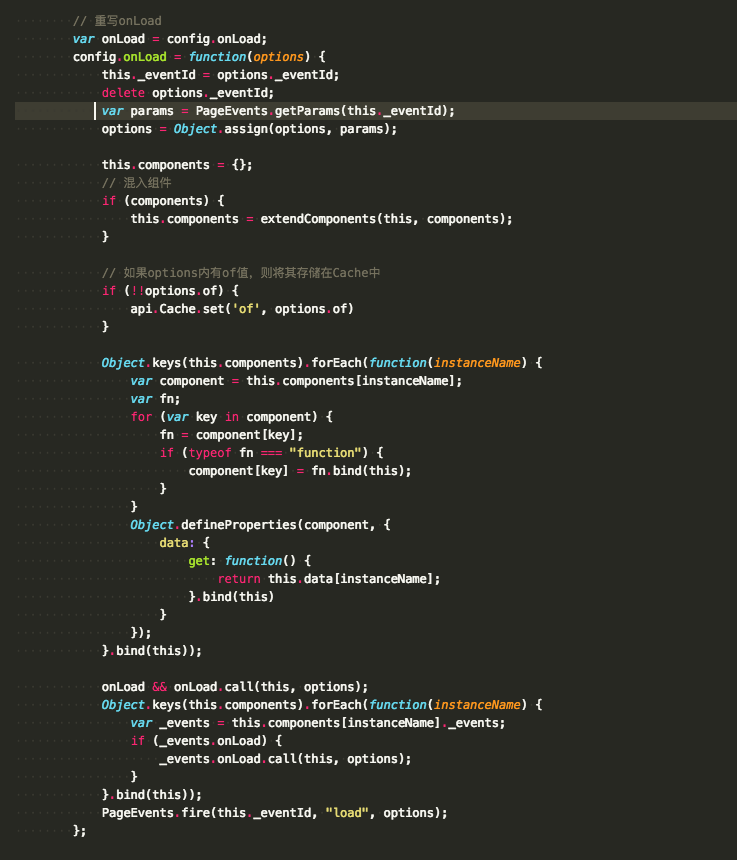 // 重写onLoad
var onLoad = config.onLoad;
config.onLoad = function(options) {
this._eventId = options._eventId;
delete options._eventId;
var params = PageEvents.getParams(this._eventId);
options = Object.assign(options, params);
this.components = {};
// 混入组件
if (components) {
this.components = extendComponents(this, components);
}
// 如果options内有of值，则将其存储在Cache中
if (!!options.of) {
api.Cache.set('of', options.of)
}
Object.keys(this.components).forEach(function(instanceName) {
var component = this.components[instanceName];
var fn;
for (var key in component) {
fn = component[key];
if (typeof fn === "function") {
component[key] = fn.bind(this);
}
}
Object.defineProperties(component, {
data: {
get: function() {
return this.data[instanceName];
}.bind(this)
}
});
}.bind(this));
onLoad && onLoad.call(this, options);
Object.keys(this.components).forEach(function(instanceName) {
var _events = this.components[instanceName]._events;
if (_events.onLoad) {
_events.onLoad.call(this, options);
}
}.bind(this));
PageEvents.fire(this._eventId, "load", options);
};